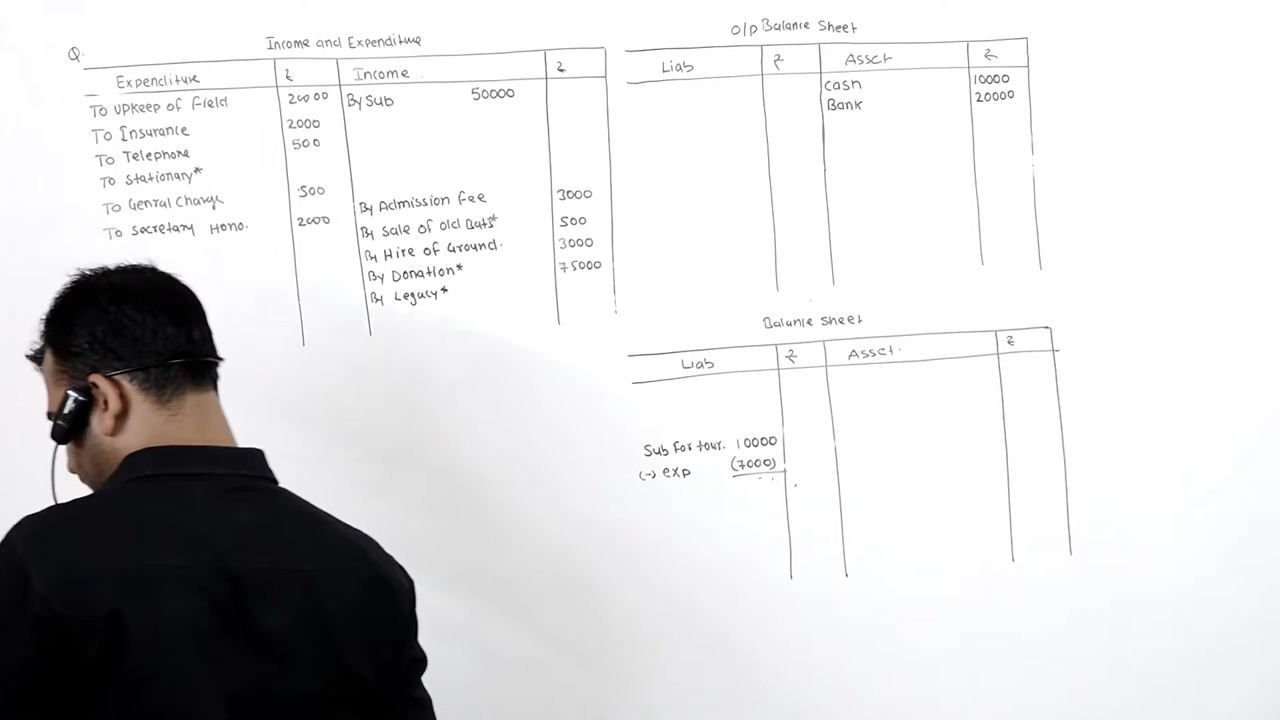 Q.
Income and Expenditure
Expenditure ₹ Income ₹
To Upkeep of Field 20000 By Sub 50000
To Insurance 2000
To Telephone 500
To Stationary*
To Genral Charge 500 By Admission Fee 3000
To Secretary Hono. 2000 By Sale of old Bats* 500
By Hire of Ground. 3000
By Donation* 75000
By Legacy*
O/p Balance Sheet
Liab ₹ Asset ₹
Cash 10000
Bank 20000
Balance Sheet
Liab ₹ Asset. ₹
Sub For tour. 10000
(-) exp (7000)